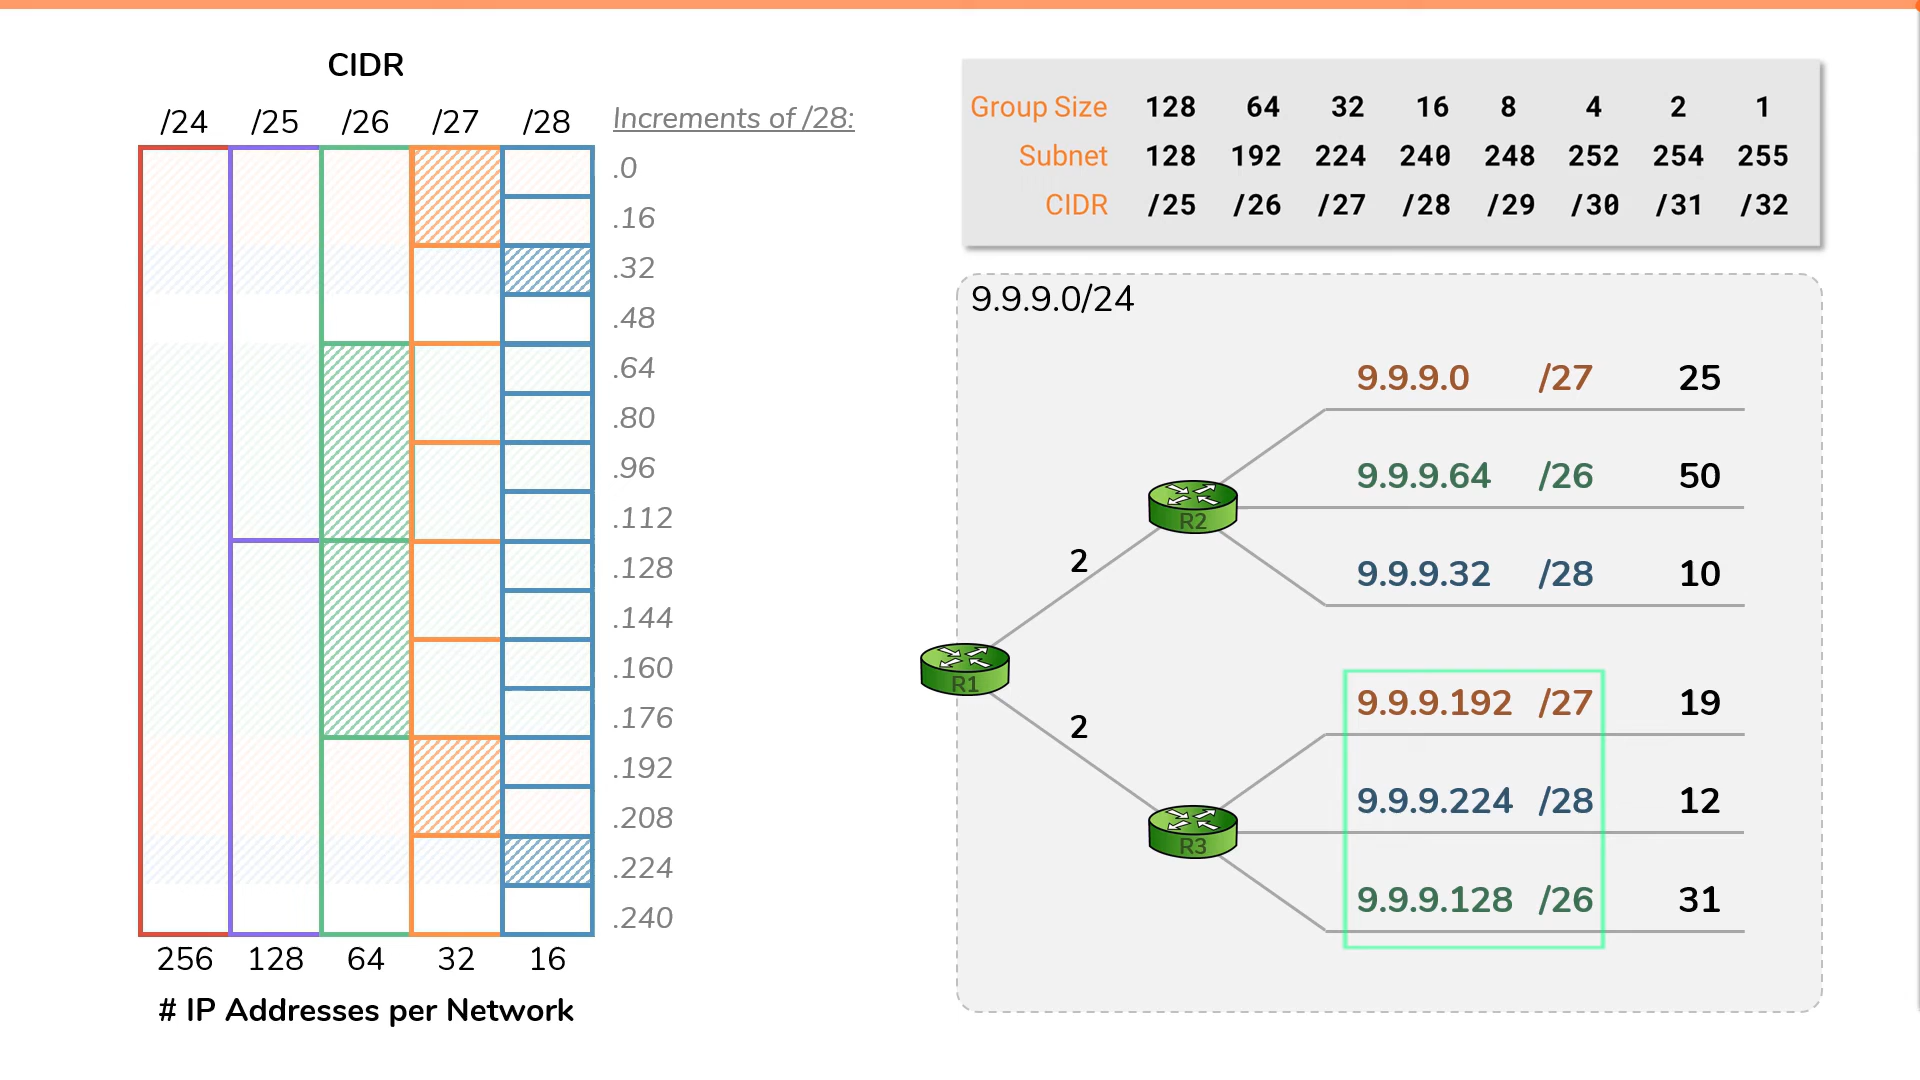 CIDR
/24 /25 /26 /27 /28
Increments of /28:
.0
.16
.32
.48
.64
.80
.96
.112
.128
.144
.160
.176
.192
.208
.224
.240
256 128 64 32 16
# IP Addresses per Network
Group Size 128 64 32 16 8 4 2 1
Subnet 128 192 224 240 248 252 254 255
CIDR /25 /26 /27 /28 /29 /30 /31 /32
9.9.9.0/24
9.9.9.0 /27 25
9.9.9.64 /26 50
R2
2
9.9.9.32 /28 10
R1
2
9.9.9.192 /27 19
9.9.9.224 /28 12
R3
9.9.9.128 /26 31